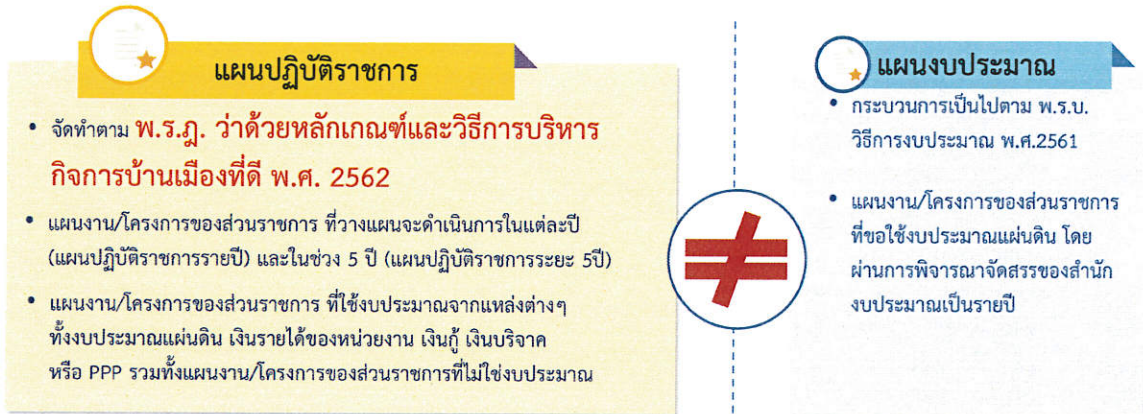 แผนปฏิบัติราชการ
• จัดทำตาม พ.ร.ฎ. ว่าด้วยหลักเกณฑ์และวิธีการบริหาร
กิจการบ้านเมืองที่ดี พ.ศ. 2562
• แผนงาน/โครงการของส่วนราชการ ที่วางแผนจะดำเนินการในแต่ละปี
(แผนปฏิบัติราชการรายปี) และในช่วง 5 ปี (แผนปฏิบัติราชการระยะ 5ปี)
• แผนงาน/โครงการของส่วนราชการ ที่ใช้งบประมาณจากแหล่งต่างๆ
ทั้งงบประมาณแผ่นดิน เงินรายได้ของหน่วยงาน เงินกู้ เงินบริจาค
หรือ PPP รวมทั้งแผนงาน/โครงการของส่วนราชการที่ไม่ใช่งบประมาณ
≠
แผนงบประมาณ
• กระบวนการเป็นไปตาม พ.ร.บ.
วิธีการงบประมาณ พ.ศ.2561
• แผนงาน/โครงการของส่วนราชการ
ที่ขอใช้งบประมาณแผ่นดิน โดย
ผ่านการพิจารณาจัดสรรของสำนัก
งบประมาณเป็นรายปี